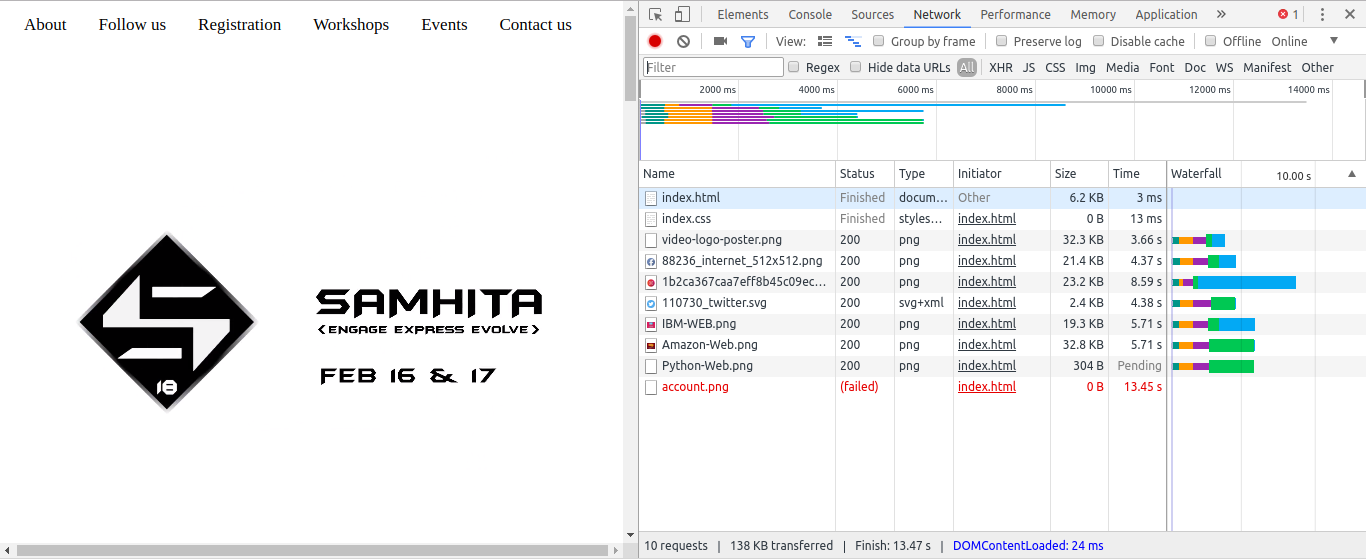 About Follow us Registration Workshops Events Contact us
18
SAMHITA
<ENGAGE EXPRESS EVOLVE>
FEB 16 & 17
Elements Console Sources Network Performance Memory Application » 1
View: Group by frame Preserve log Disable cache Offline Online
Filter Regex Hide data URLs All XHR JS CSS Img Media Font Doc WS Manifest Other
2000 ms 4000 ms 6000 ms 8000 ms 10000 ms 12000 ms 14000 ms
Name Status Type Initiator Size Time Waterfall 10.00 s
index.html Finished docum... Other 6.2 KB 3 ms
index.css Finished styles... index.html 0 B 13 ms
video-logo-poster.png 200 png index.html 32.3 KB 3.66 s
88236_internet_512x512.png 200 png index.html 21.4 KB 4.37 s
1b2ca367caa7eff8b45c09ec... 200 png index.html 23.2 KB 8.59 s
110730_twitter.svg 200 svg+xml index.html 2.4 KB 4.38 s
IBM-WEB.png 200 png index.html 19.3 KB 5.71 s
Amazon-Web.png 200 png index.html 32.8 KB 5.71 s
Python-Web.png 200 png index.html 304 B Pending
account.png (failed) index.html 0 B 13.45 s
10 requests | 138 KB transferred | Finish: 13.47 s | DOMContentLoaded: 24 ms